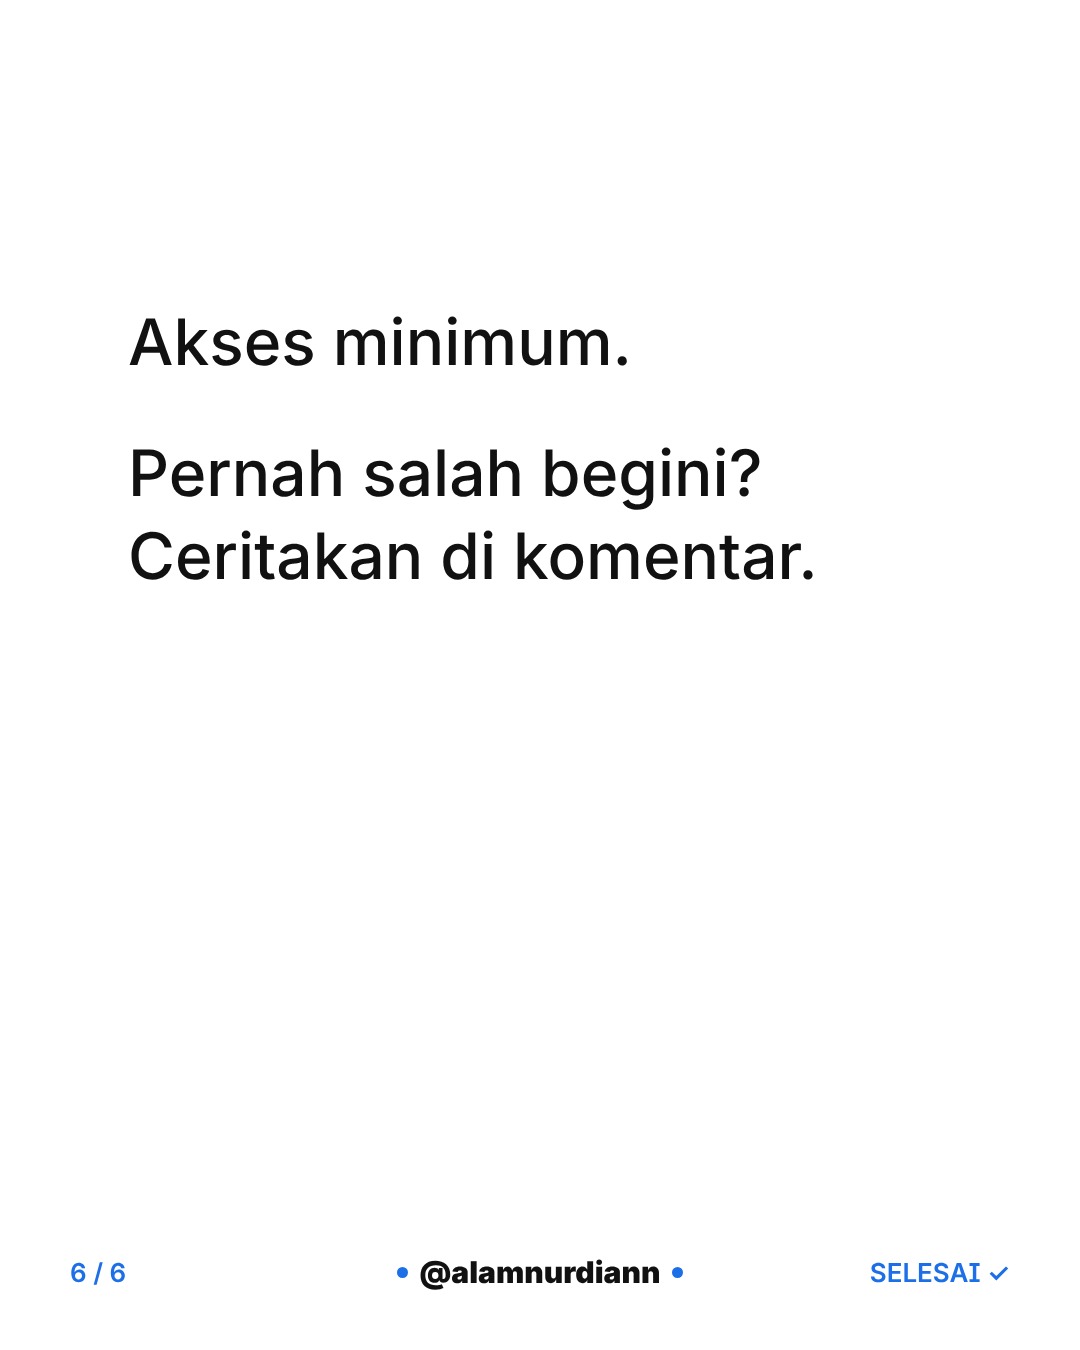 Akses minimum.
Pernah salah begini?
Ceritakan di komentar.
6 / 6
• @alamnurdiann •
SELESAI ✓